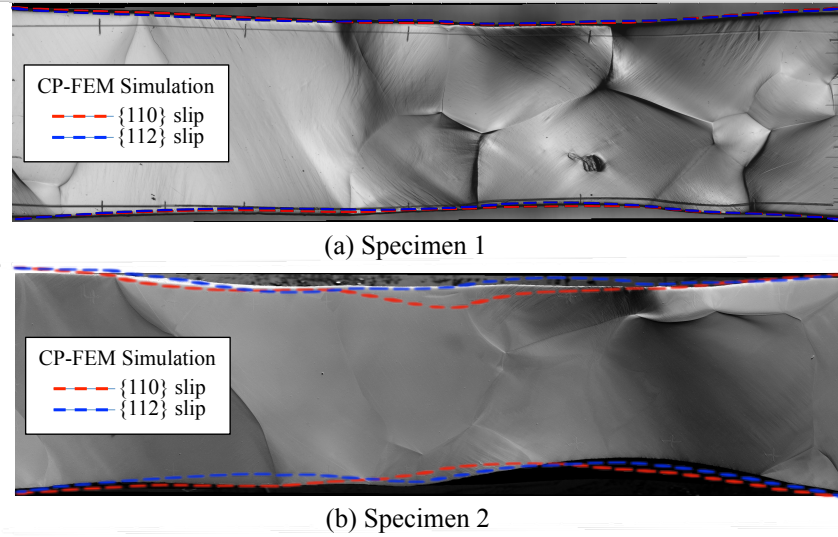 CP-FEM Simulation
{110} slip
{112} slip
(a) Specimen 1
CP-FEM Simulation
{110} slip
{112} slip
(b) Specimen 2